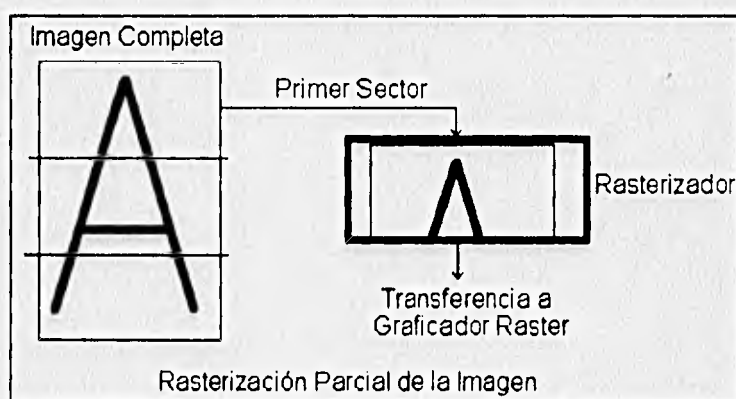 Imagen Completa
Primer Sector
Rasterizador
Transferencia a
Graficador Raster
Rasterización Parcial de la Imagen